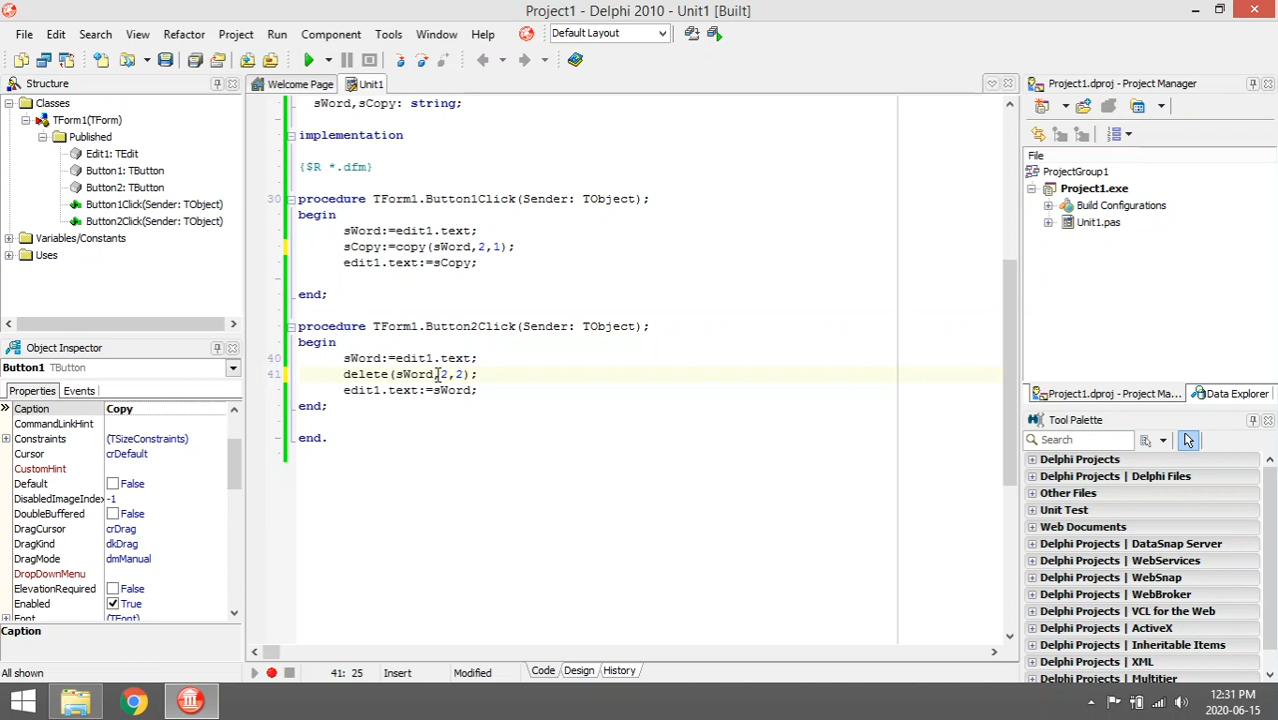 Project1 - Delphi 2010 - Unit1 [Built]
File Edit Search View Refactor Project Run Component Tools Window Help
Default Layout
Structure
Welcome Page
Unit1
Project1.dproj - Project Manager
Classes
TForm1(TForm)
Published
Edit1: TEdit
Button1: TButton
Button2: TButton
Button1Click(Sender: TObject)
Button2Click(Sender: TObject)
Variables/Constants
Uses
sWord,sCopy: string;
implementation
{$R *.dfm}
30 procedure TForm1.Button1Click(Sender: TObject);
begin
sWord:=edit1.text;
sCopy:=copy(sWord,2,1);
edit1.text:=sCopy;
end;
procedure TForm1.Button2Click(Sender: TObject);
begin
40 sWord:=edit1.text;
41 delete(sWord,2,2);
edit1.text:=sWord;
end;
end.
File
ProjectGroup1
Project1.exe
Build Configurations
Unit1.pas
Project1.dproj - Project Ma...
Data Explorer
Object Inspector
Button1 TButton
Properties Events
Caption Copy
CommandLinkHint
Constraints (TSizeConstraints)
Cursor crDefault
CustomHint
Default False
DisabledImageIndex -1
DoubleBuffered False
DragCursor crDrag
DragKind dkDrag
DragMode dmManual
DropDownMenu
ElevationRequired False
Enabled True
Font (TFont)
Caption
All shown
Tool Palette
Search
Delphi Projects
Delphi Projects | Delphi Files
Other Files
Unit Test
Web Documents
Delphi Projects | DataSnap Server
Delphi Projects | WebServices
Delphi Projects | WebSnap
Delphi Projects | WebBroker
Delphi Projects | VCL for the Web
Delphi Projects | ActiveX
Delphi Projects | Inheritable Items
Delphi Projects | XML
Delphi Projects | Multitier
41: 25 Insert Modified
Code Design History
12:31 PM
2020-06-15